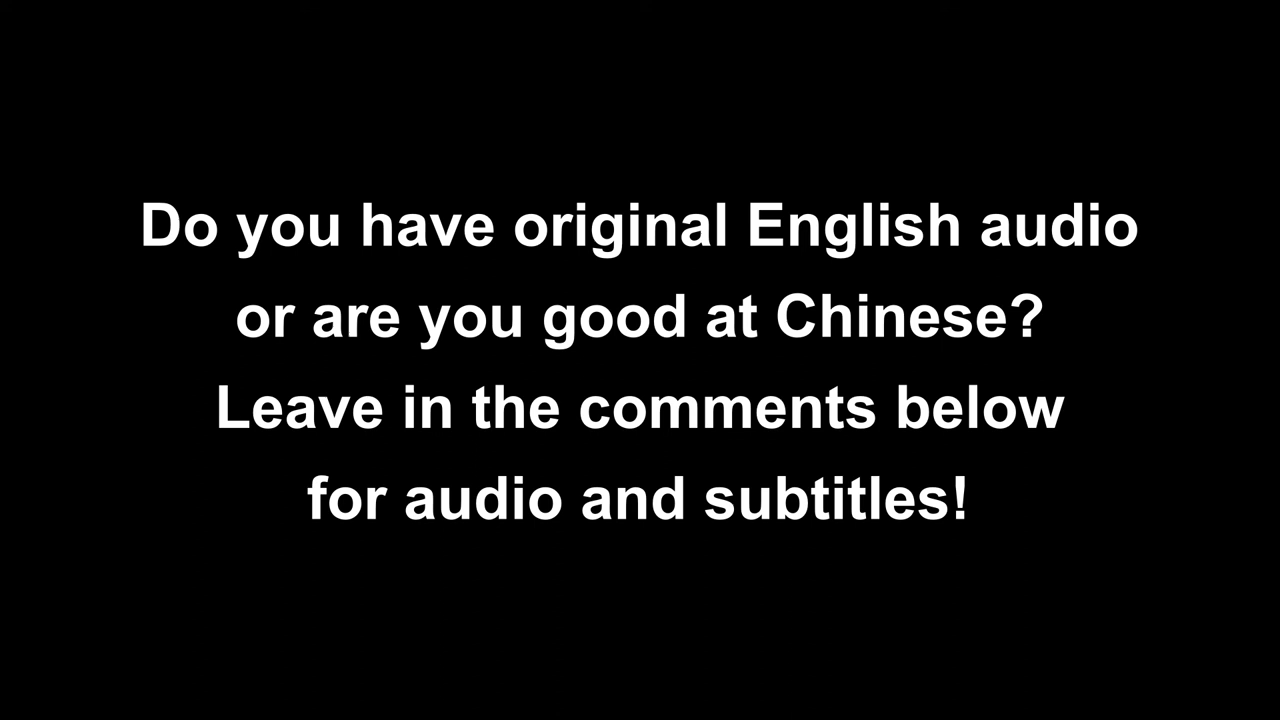 Do you have original English audio
or are you good at Chinese?
Leave in the comments below
for audio and subtitles!